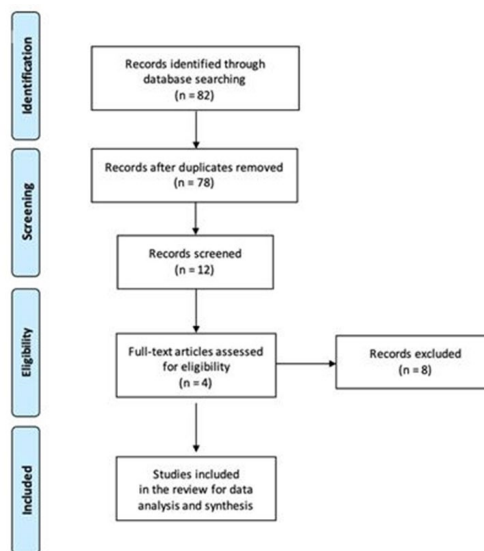 Identification
Records identified through
database searching
(n = 82)
Screening
Records after duplicates removed
(n = 78)
Records screened
(n = 12)
Eligibility
Full-text articles assessed
for eligibility
(n = 4)
Records excluded
(n = 8)
Included
Studies included
in the review for data
analysis and synthesis